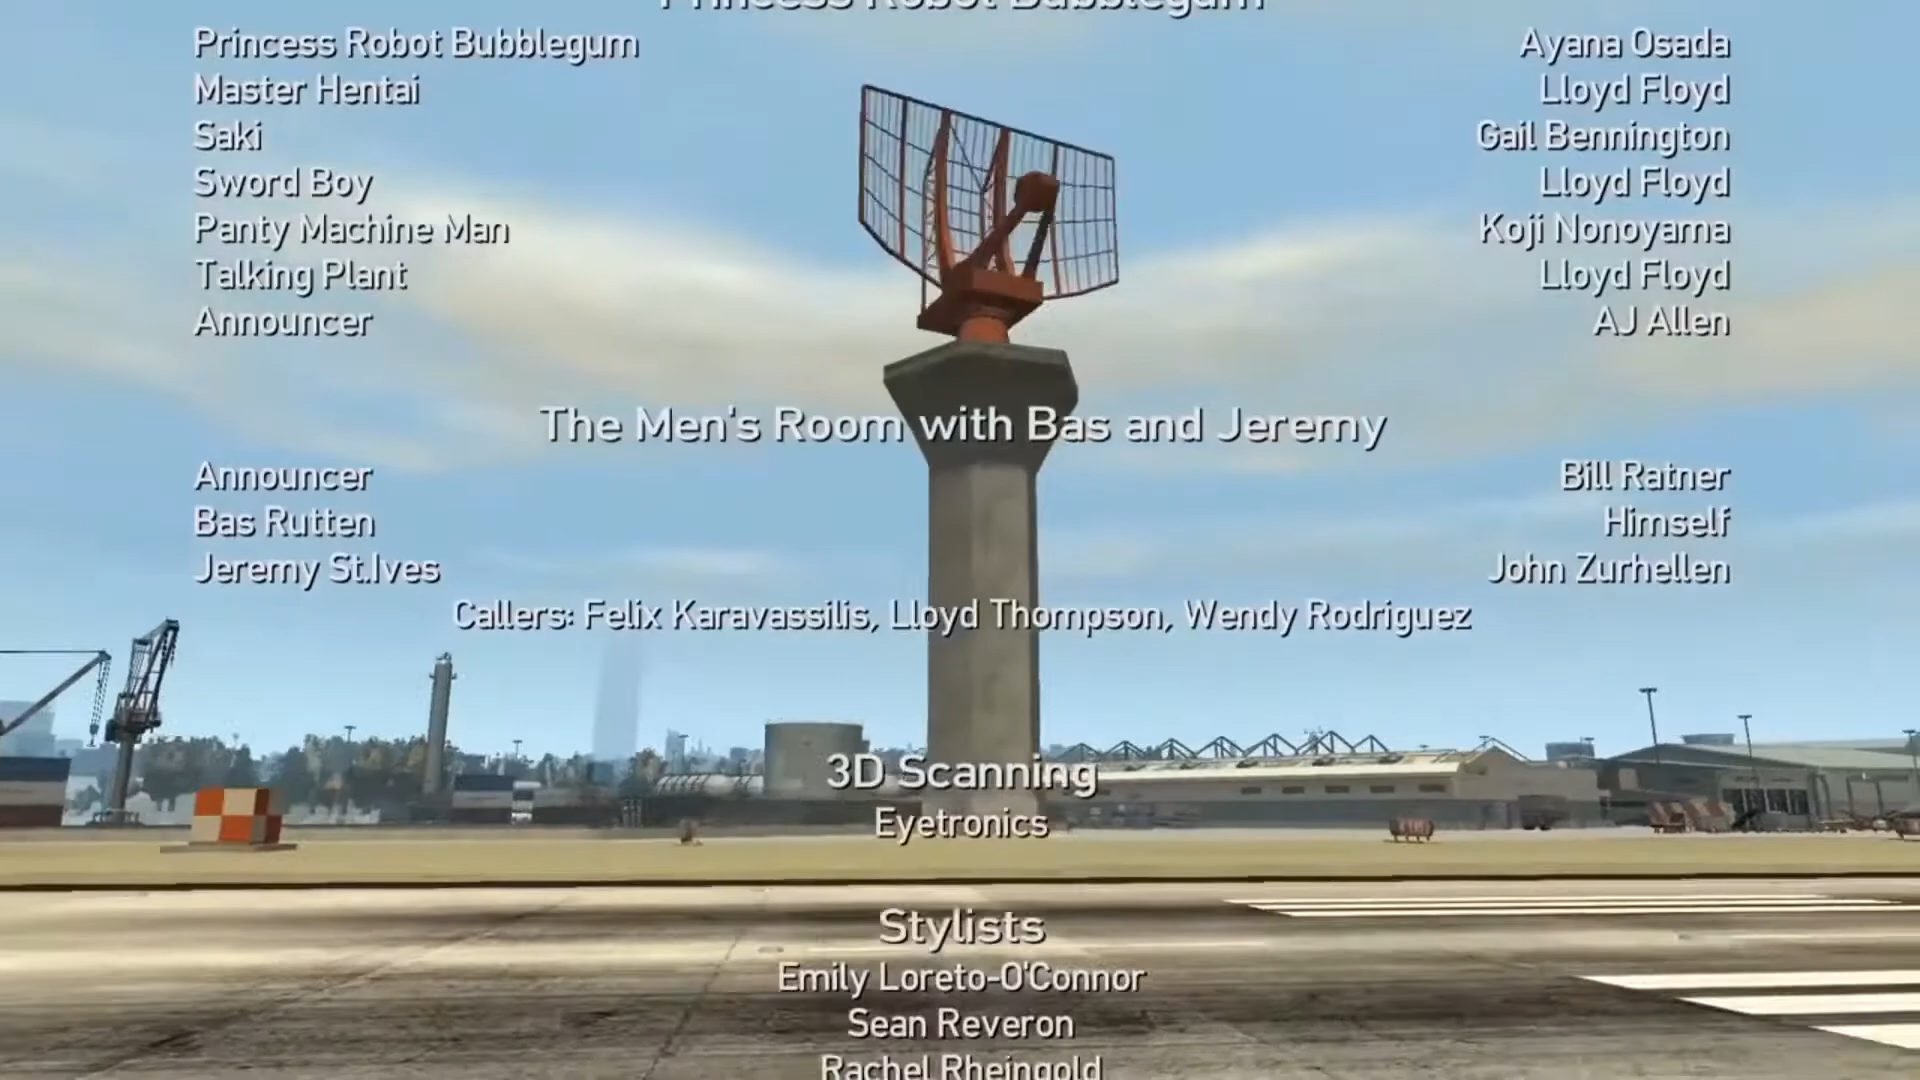 Princess Robot Bubblegum
Princess Robot Bubblegum Ayana Osada
Master Hentai Lloyd Floyd
Saki Gail Bennington
Sword Boy Lloyd Floyd
Panty Machine Man Koji Nonoyama
Talking Plant Lloyd Floyd
Announcer AJ Allen
The Men's Room with Bas and Jeremy
Announcer Bill Ratner
Bas Rutten Himself
Jeremy St.Ives John Zurhellen
Callers: Felix Karavassilis, Lloyd Thompson, Wendy Rodriguez
3D Scanning
Eyetronics
Stylists
Emily Loreto-O'Connor
Sean Reveron
Rachel Rheingold